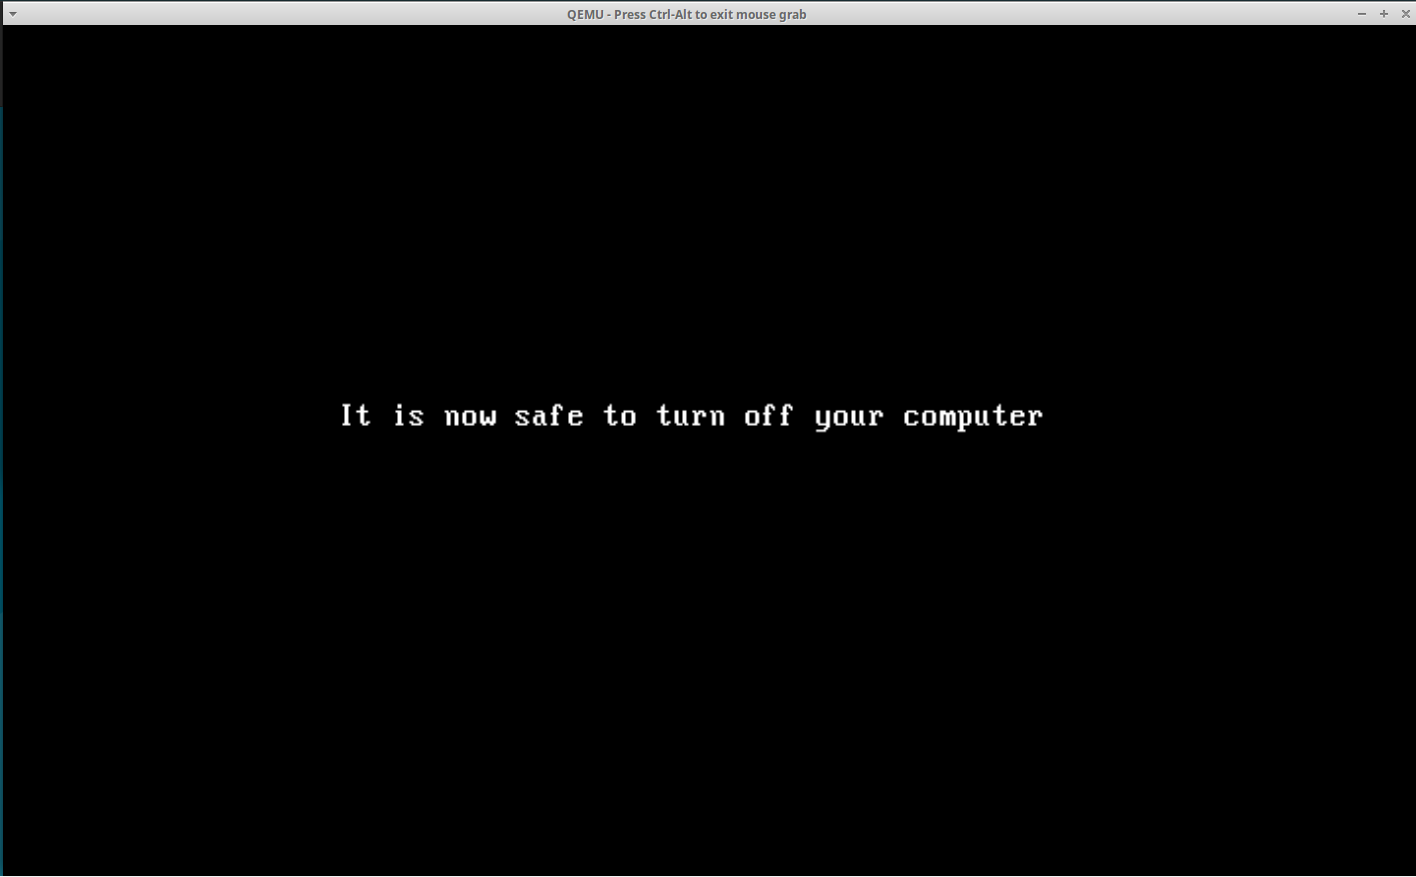 QEMU - Press Ctrl-Alt to exit mouse grab
It is now safe to turn off your computer